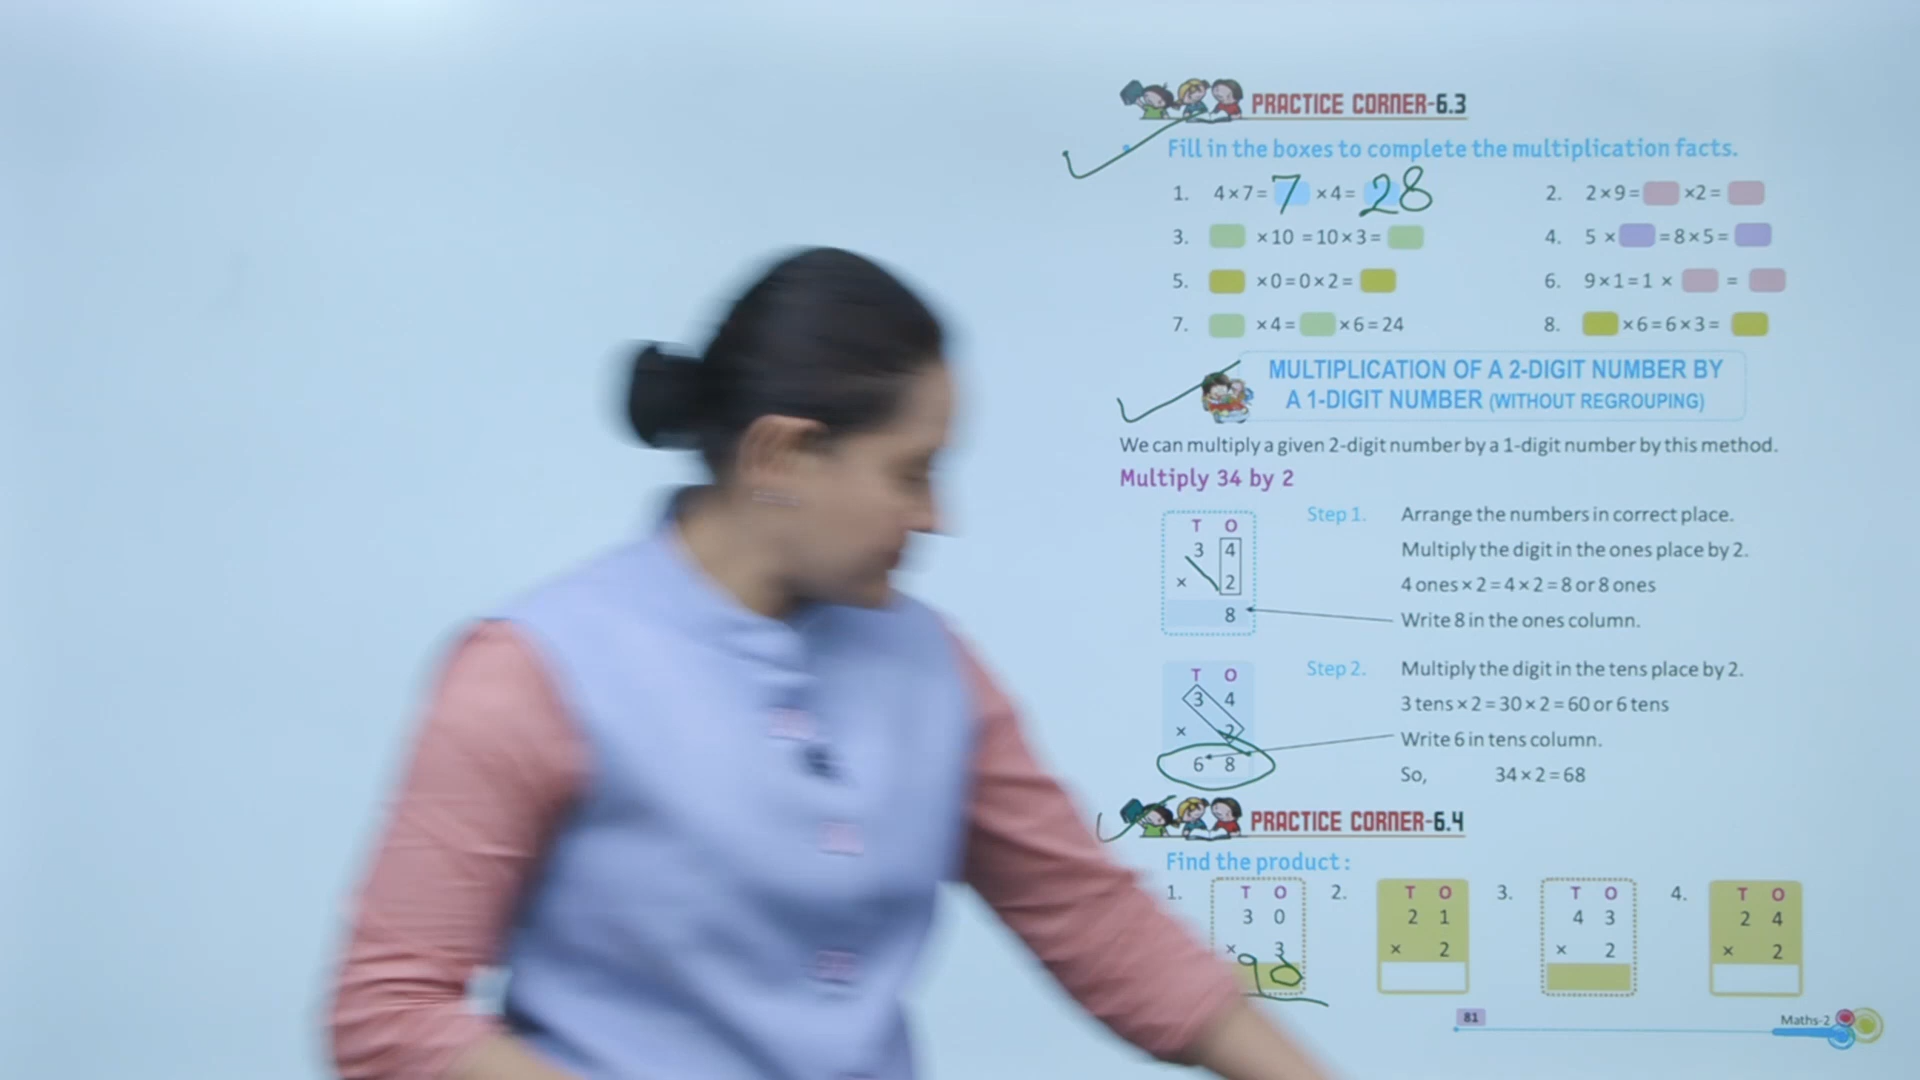 PRACTICE CORNER-6.3
Fill in the boxes to complete the multiplication facts.
1. 4×7= 7 ×4= 28
2. 2×9= ×2=
3. ×10 =10×3=
4. 5 × =8×5=
5. ×0=0×2=
6. 9×1=1 × =
7. ×4= ×6=24
8. ×6=6×3=
MULTIPLICATION OF A 2-DIGIT NUMBER BY
A 1-DIGIT NUMBER (WITHOUT REGROUPING)
We can multiply a given 2-digit number by a 1-digit number by this method.
Multiply 34 by 2
T O
3 4
× 2
8
Step 1. Arrange the numbers in correct place.
Multiply the digit in the ones place by 2.
4 ones×2=4×2=8 or 8 ones
Write 8 in the ones column.
T O
3 4
× 2
6 8
Step 2. Multiply the digit in the tens place by 2.
3 tens×2=30×2=60 or 6 tens
Write 6 in tens column.
So, 34×2=68
PRACTICE CORNER-6.4
Find the product:
1. T O
3 0
× 3
90
2. T O
2 1
× 2
3. T O
4 3
× 2
4. T O
2 4
× 2
81
Maths-2